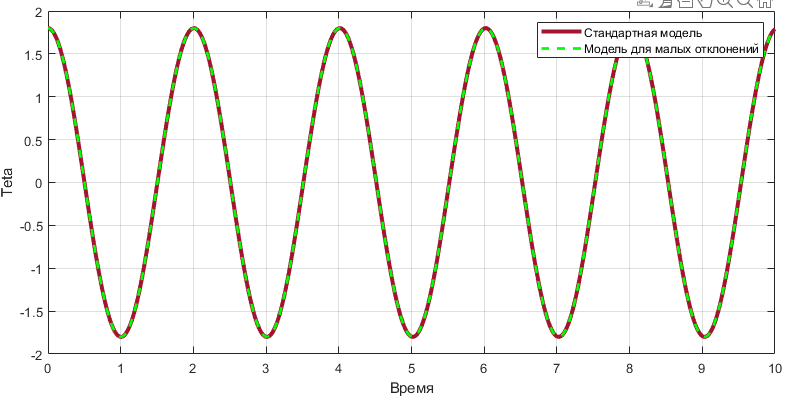 2
1.5
1
0.5
0
-0.5
-1
-1.5
-2
Teta
Стандартная модель
Модель для малых отклонений
0 1 2 3 4 5 6 7 8 9 10
Время